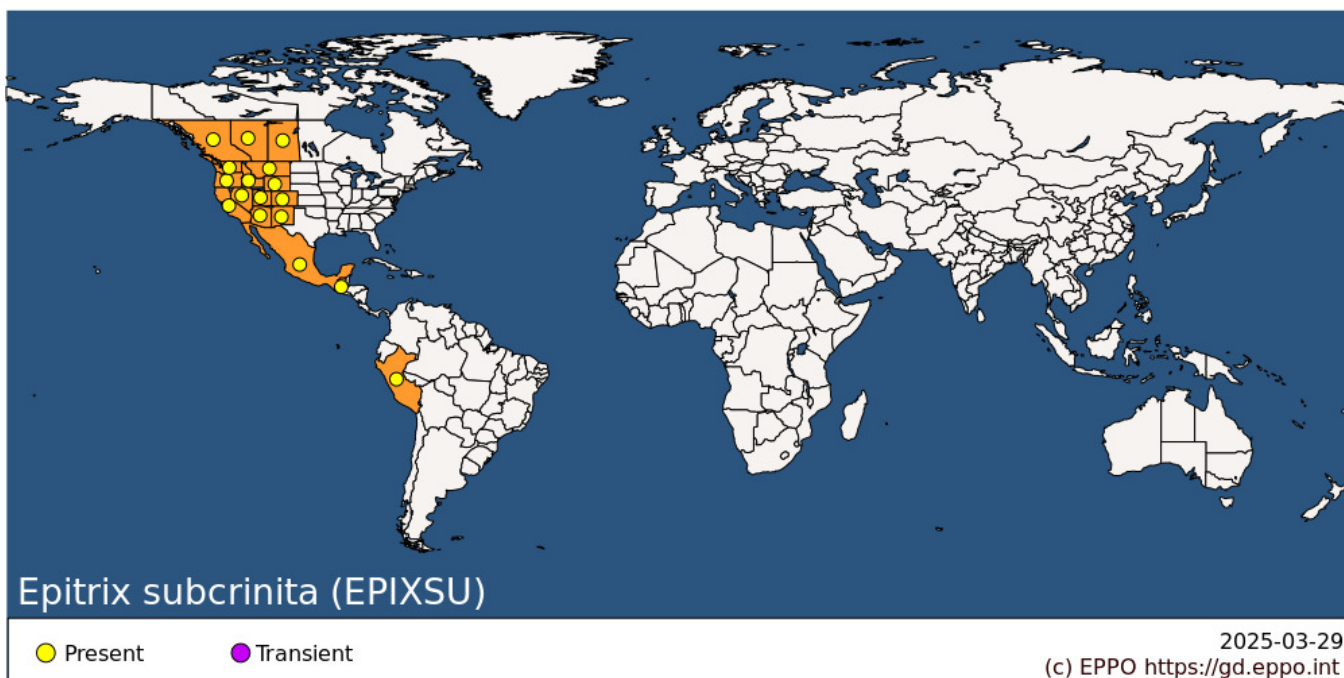 Epitrix subcrinita (EPIXSU)
Present
Transient
2025-03-29
(c) EPPO https://gd.eppo.int